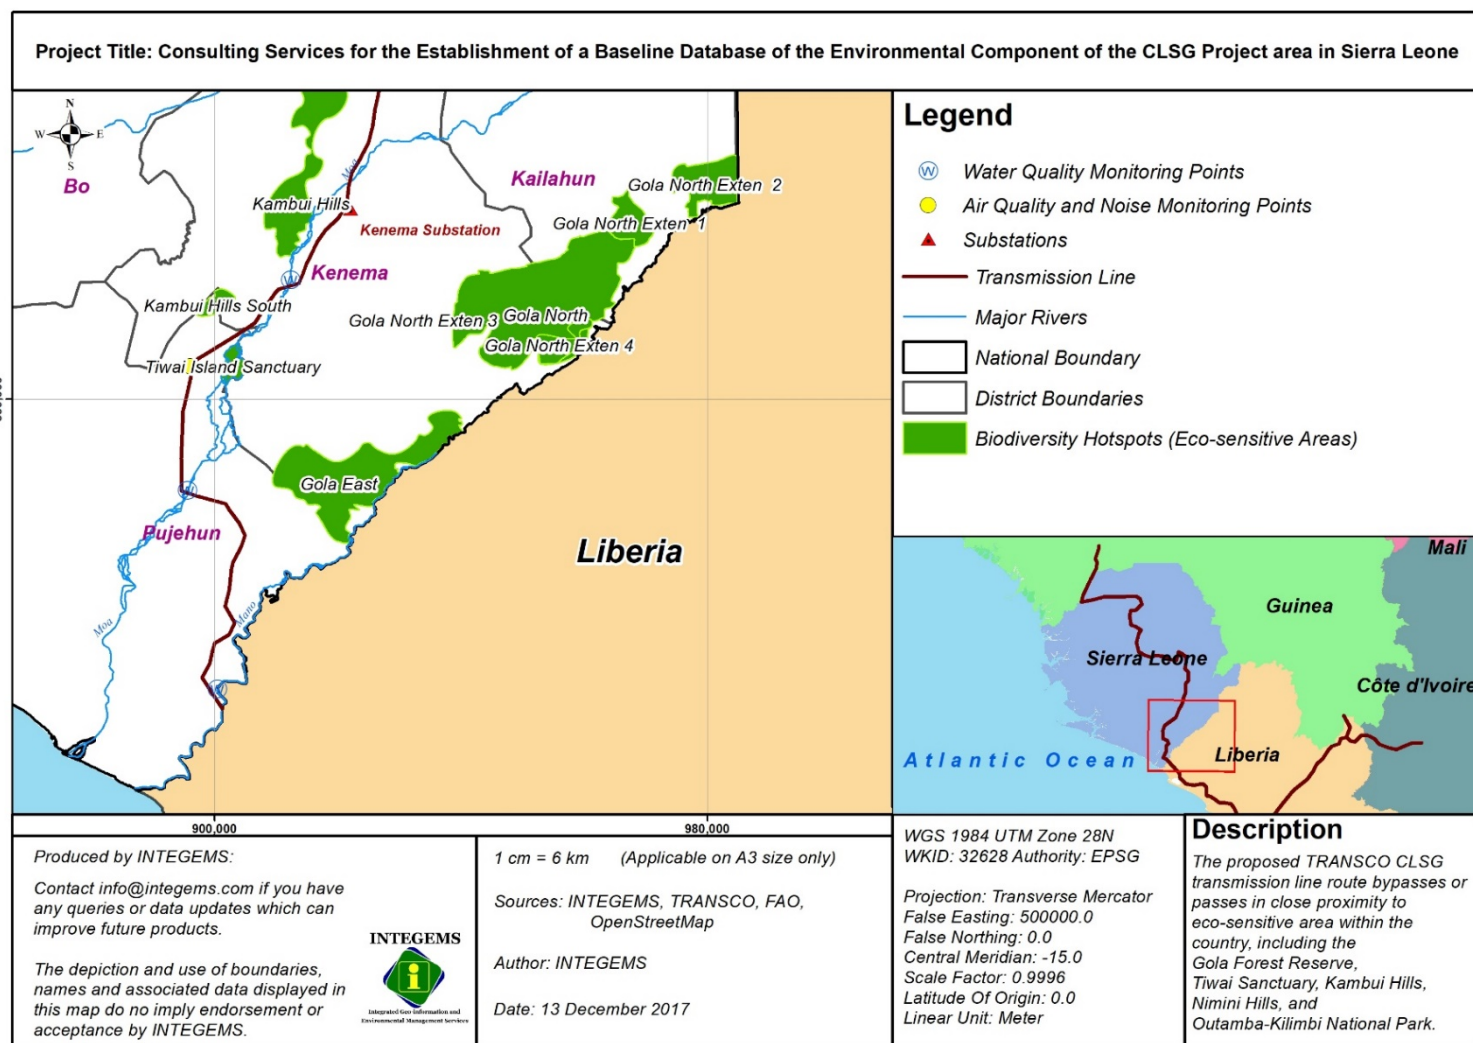 Project Title: Consulting Services for the Establishment of a Baseline Database of the Environmental Component of the CLSG Project area in Sierra Leone
N
W E
S
Bo
Moa
Kailahun
Gola North Exten 2
Kambui Hills
Gola North Exten 1
Kenema Substation
W
Kenema
Kambui Hills South
Gola North Exten 3
Gola North
Gola North Exten 4
Tiwai Island Sanctuary
Gola East
W
Pujehun
Liberia
Moa
Mano
W
900,000
980,000
Legend
W Water Quality Monitoring Points
Air Quality and Noise Monitoring Points
Substations
Transmission Line
Major Rivers
National Boundary
District Boundaries
Biodiversity Hotspots (Eco-sensitive Areas)
Mali
Guinea
Sierra Leone
Côte d'Ivoire
Liberia
Atlantic Ocean
Produced by INTEGEMS:
Contact info@integems.com if you have
any queries or data updates which can
improve future products.
The depiction and use of boundaries,
names and associated data displayed in
this map do no imply endorsement or
acceptance by INTEGEMS.
INTEGEMS
i
Integrated Geo-Information and
Environmental Management Services
1 cm = 6 km (Applicable on A3 size only)
Sources: INTEGEMS, TRANSCO, FAO,
OpenStreetMap
Author: INTEGEMS
Date: 13 December 2017
WGS 1984 UTM Zone 28N
WKID: 32628 Authority: EPSG
Projection: Transverse Mercator
False Easting: 500000.0
False Northing: 0.0
Central Meridian: -15.0
Scale Factor: 0.9996
Latitude Of Origin: 0.0
Linear Unit: Meter
Description
The proposed TRANSCO CLSG
transmission line route bypasses or
passes in close proximity to
eco-sensitive area within the
country, including the
Gola Forest Reserve,
Tiwai Sanctuary, Kambui Hills,
Nimini Hills, and
Outamba-Kilimbi National Park.